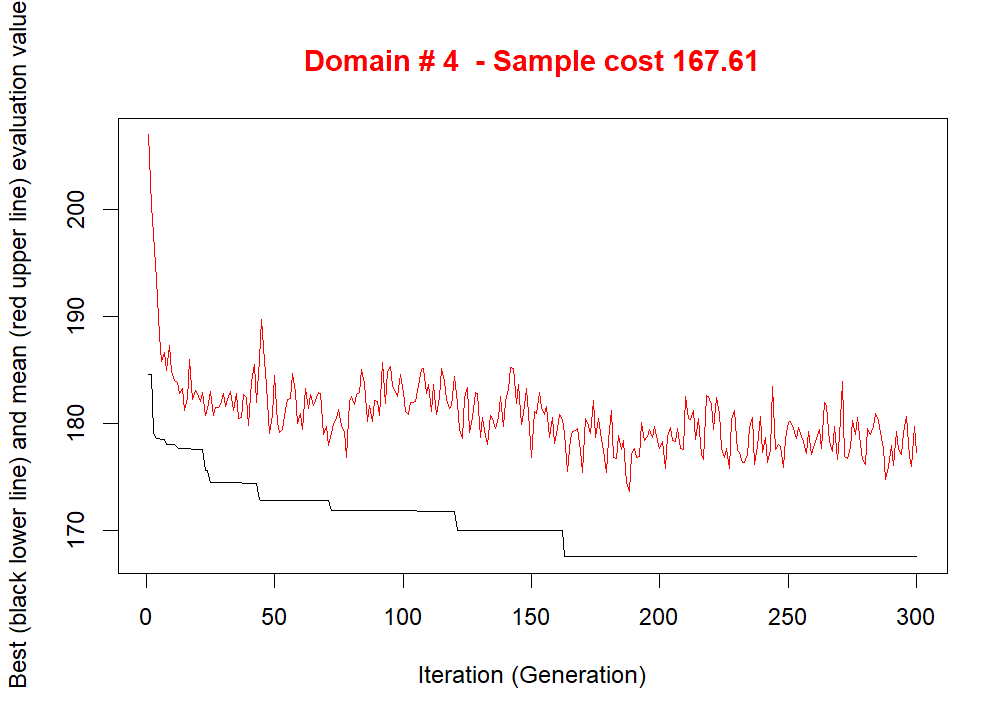 Domain # 4  - Sample cost 167.61
Best (black lower line) and mean (red upper line) evaluation value
200
190
180
170
0 50 100 150 200 250 300
Iteration (Generation)